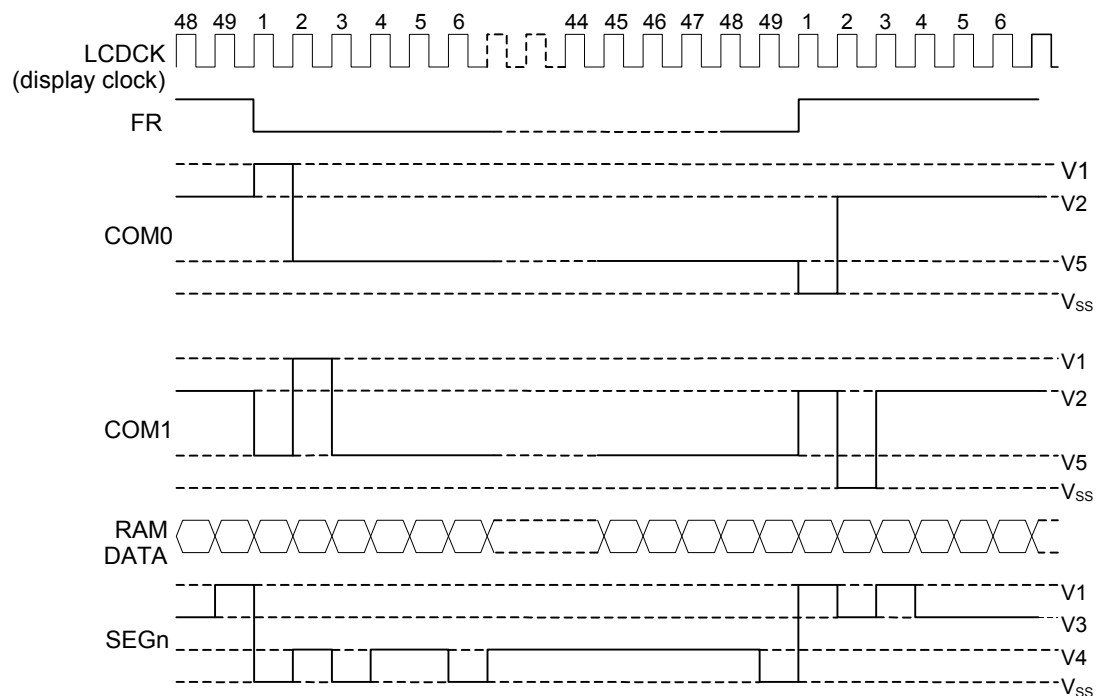 48 49 1 2 3 4 5 6 44 45 46 47 48 49 1 2 3 4 5 6
LCDCK
(display clock)
FR
V1
V2
COM0
V5
VSS
V1
V2
COM1
V5
VSS
RAM
DATA
V1
V3
SEGn
V4
VSS